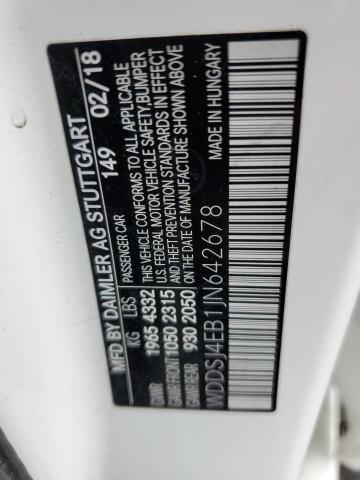 MFD BY DAIMLER AG STUTTGART
149 02/18
KG LBS PASSENGER CAR
GVWR 1965 4332 THIS VEHICLE CONFORMS TO ALL APPLICABLE
GAWR FRONT 1050 2315 U.S. FEDERAL MOTOR VEHICLE SAFETY, BUMPER
GAWR REAR 930 2050 AND THEFT PREVENTION STANDARDS IN EFFECT
ON THE DATE OF MANUFACTURE SHOWN ABOVE
MADE IN HUNGARY
WDDSJ4EB1JN642678